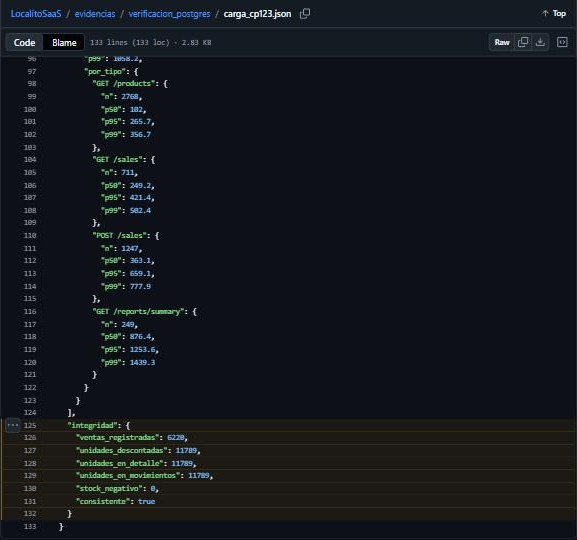 LocalitoSaaS / evidencias / verificacion_postgres / carga_cp123.json
Top
Code Blame 133 lines (133 loc) · 2.83 KB
Raw
96 "p99": 1058.2,
97 "por_tipo": {
98 "GET /products": {
99 "n": 2768,
100 "p50": 102,
101 "p95": 265.7,
102 "p99": 356.7
103 },
104 "GET /sales": {
105 "n": 711,
106 "p50": 249.2,
107 "p95": 421.4,
108 "p99": 502.4
109 },
110 "POST /sales": {
111 "n": 1247,
112 "p50": 363.1,
113 "p95": 659.1,
114 "p99": 777.9
115 },
116 "GET /reports/summary": {
117 "n": 249,
118 "p50": 876.4,
119 "p95": 1253.6,
120 "p99": 1439.3
121 }
122 }
123 }
124 ],
125 "integridad": {
126 "ventas_registradas": 6220,
127 "unidades_descontadas": 11789,
128 "unidades_en_detalle": 11789,
129 "unidades_en_movimientos": 11789,
130 "stock_negativo": 0,
131 "consistente": true
132 }
133 }